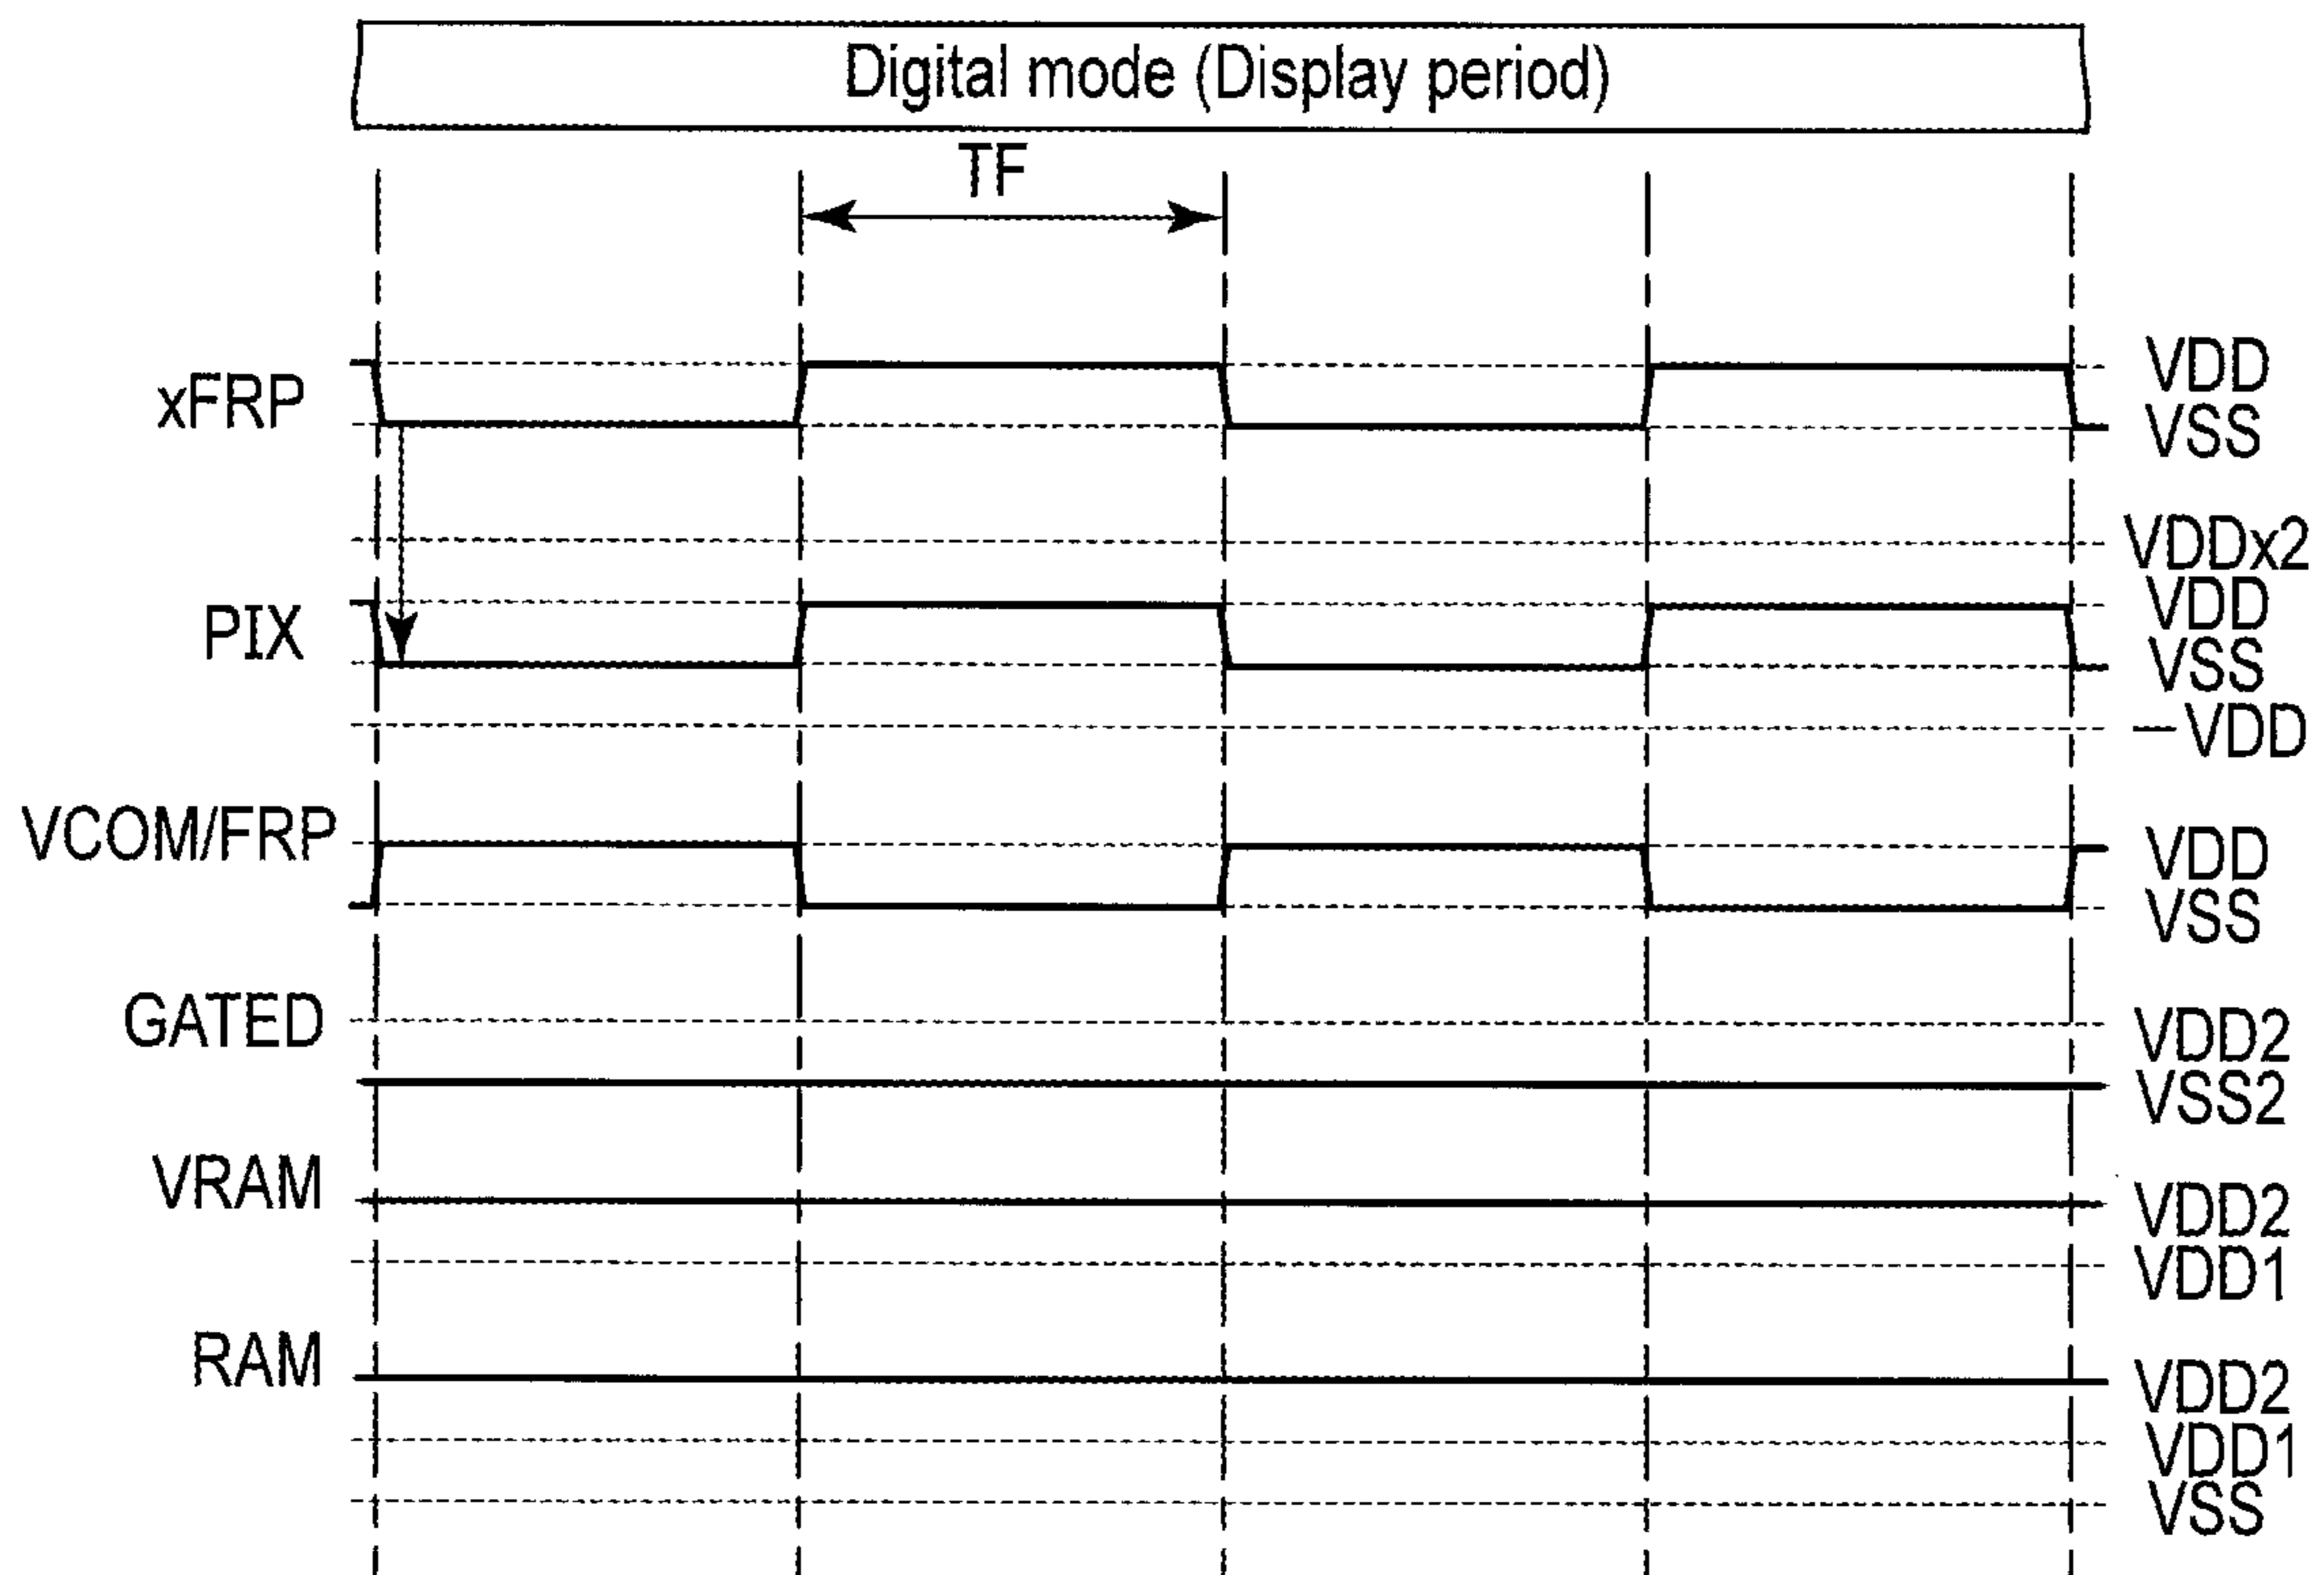 Digital mode (Display period)
TF
xFRP
VDD
VSS
VDDx2
PIX
VDD
VSS
-VDD
VCOM/FRP
VDD
VSS
GATED
VDD2
VSS2
VRAM
VDD2
VDD1
RAM
VDD2
VDD1
VSS